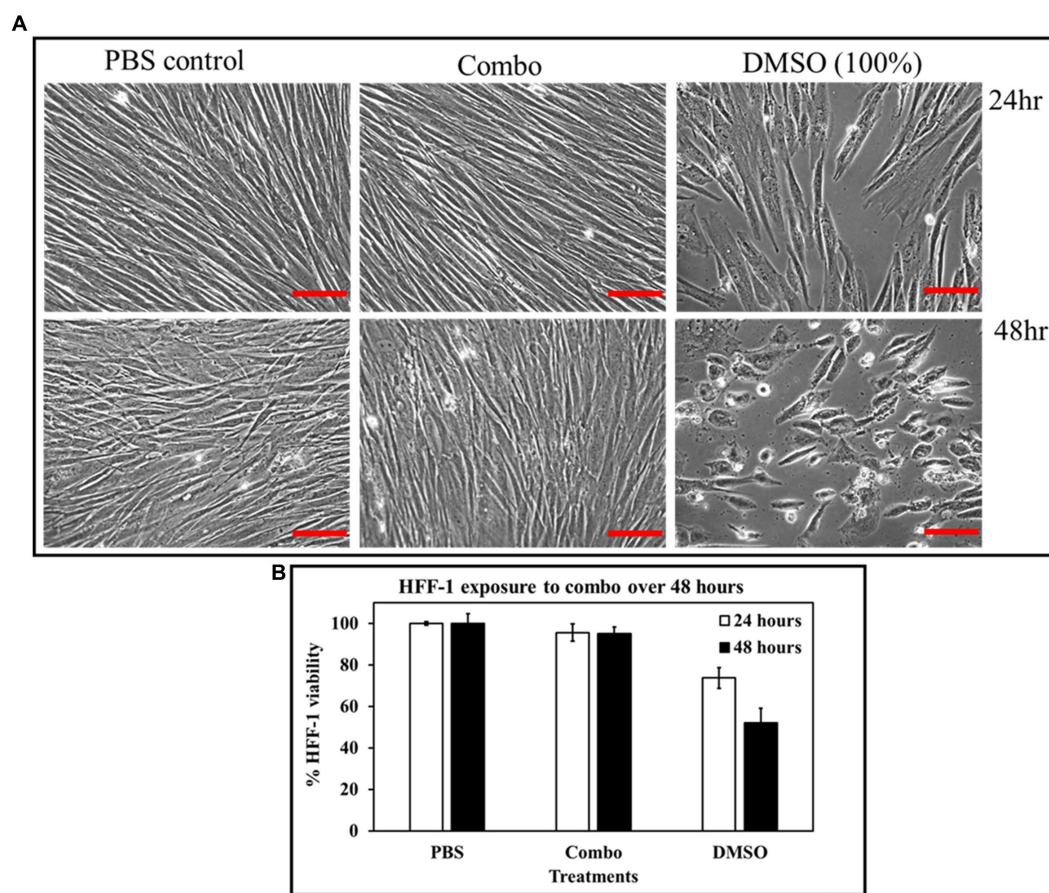 A
PBS control
Combo
DMSO (100%)
24hr
48hr
B
HFF-1 exposure to combo over 48 hours
24 hours
48 hours
% HFF-1 viability
100
80
60
40
20
0
PBS
Combo
DMSO
Treatments